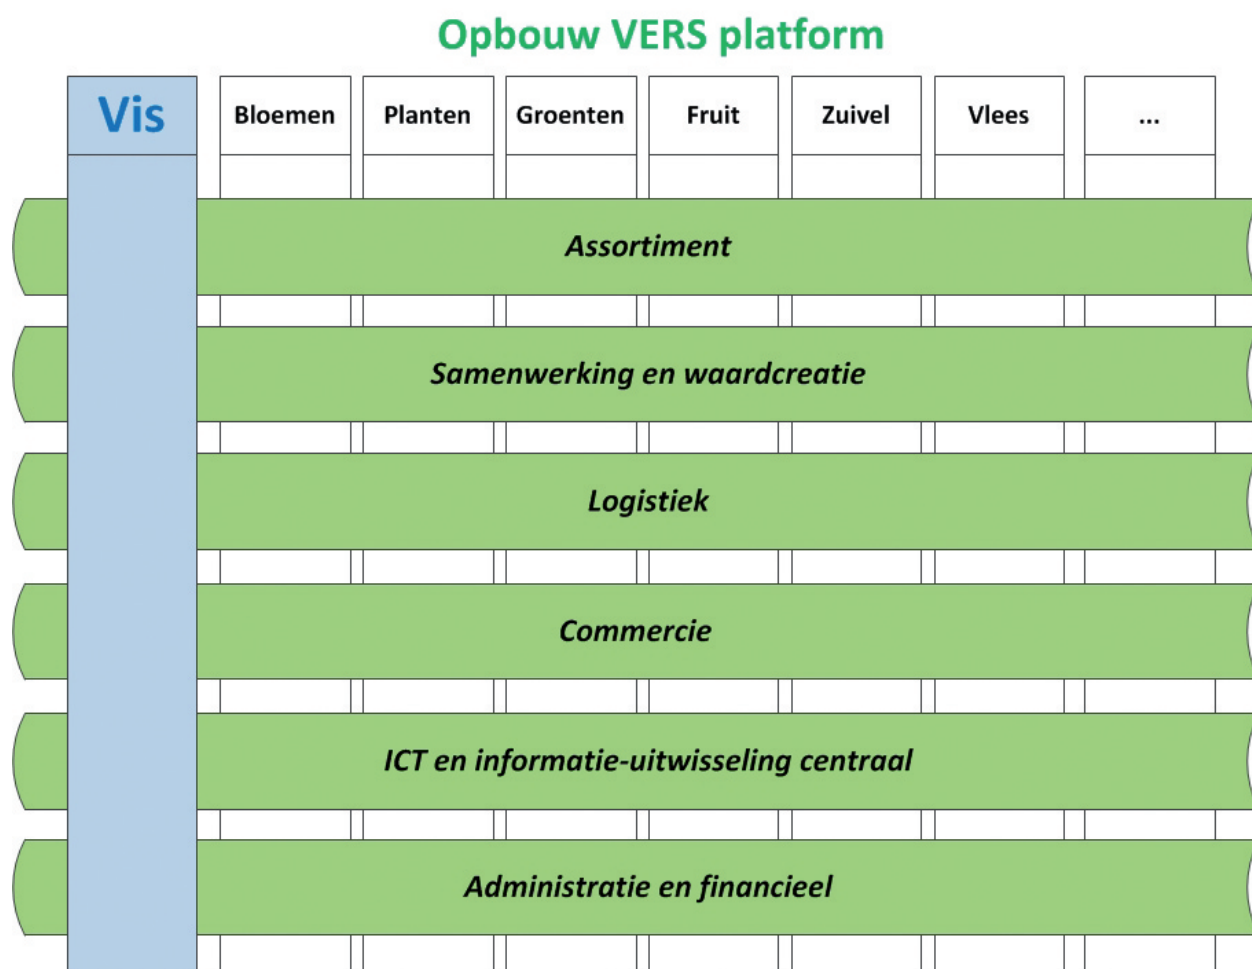 Opbouw VERS platform
Vis
Bloemen
Planten
Groenten
Fruit
Zuivel
Vlees
...
Assortiment
Samenwerking en waardcreatie
Logistiek
Commercie
ICT en informatie-uitwisseling centraal
Administratie en financieel